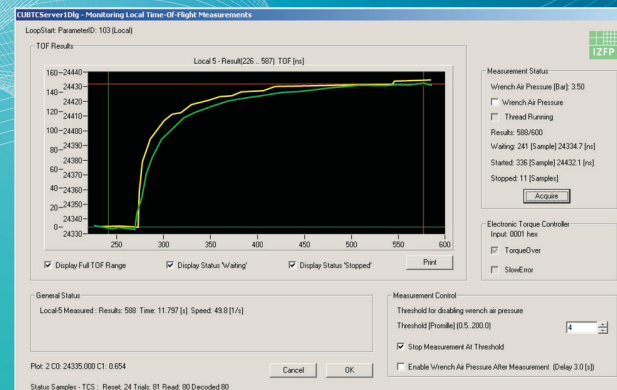 CUBTCServer1Dlg - Monitoring Local Time-Of-Flight Measurements
LoopStart: ParameterID: 103 (Local)
IZFP
TOF Results
Local 5 - Result(226 .. 587) TOF [ns]
160 24440
140 24430
24420
120 24410
100 24400
80 24390
24380
60 24370
40 24360
20 24350
24340
0 24330
250 300 350 400 450 500 550 600
Display Full TOF Range
Display Status 'Waiting'
Display Status 'Stopped'
Print
Measurement Status
Wrench Air Pressure [Bar]: 3.50
Wrench Air Pressure
Thread Running
Results: 588/600
Waiting: 241 [Sample] 24334.7 [ns]
Started: 336 [Sample] 24432.1 [ns]
Stopped: 11 [Samples]
Acquire
Electronic Torque Controller
Input: 0001 hex
TorqueOver
SlowError
General Status
Local-5 Measured : Results: 588 Time: 11.797 [s] Speed: 49.8 [1/s]
Measurement Control
Threshold for disabling wrench air pressure
Threshold [Promille] (0.5..200.0)
4
Stop Measurement At Threshold
Enable Wrench Air Pressure After Measurement (Delay 3.0 [s])
Plot: 2 C0: 24335.000 C1: 0.654
Cancel
OK
Status Samples - TCS : Reset: 24 Trials: 81 Read: 80 Decoded:80